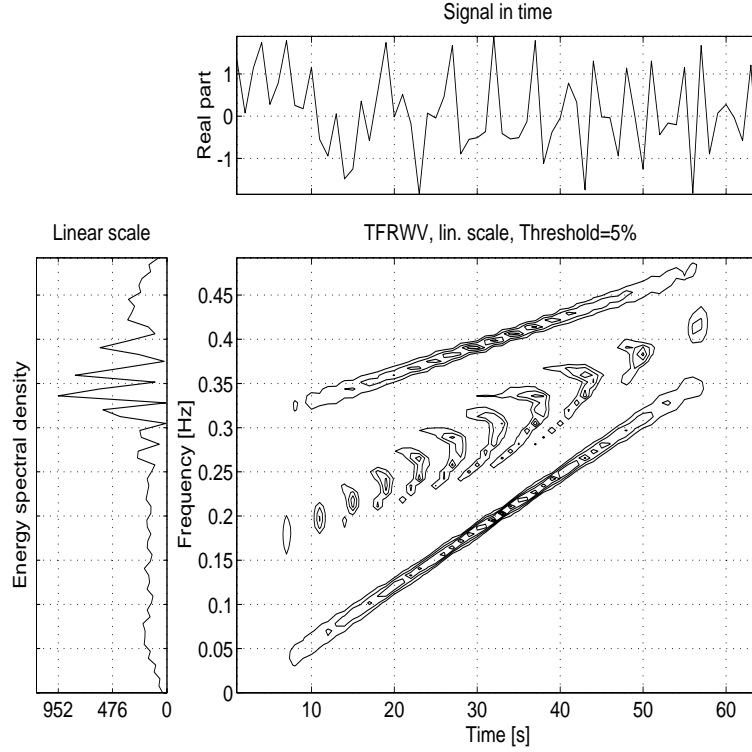 Signal in time
Real part
1
0
-1
Linear scale
TFRWV, lin. scale, Threshold=5%
Energy spectral density
Frequency [Hz]
0.45
0.4
0.35
0.3
0.25
0.2
0.15
0.1
0.05
0
952 476 0
10 20 30 40 50 60
Time [s]